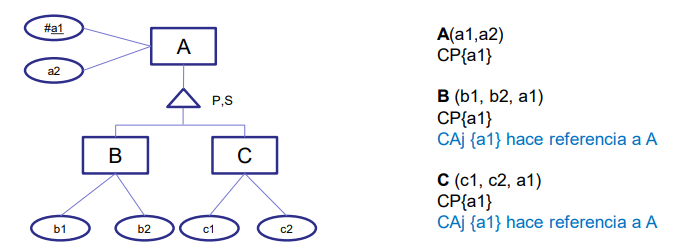 #a1
a2
A
P,S
B
C
b1
b2
c1
c2
A(a1,a2)
CP{a1}
B (b1, b2, a1)
CP{a1}
CAj {a1} hace referencia a A
C (c1, c2, a1)
CP{a1}
CAj {a1} hace referencia a A